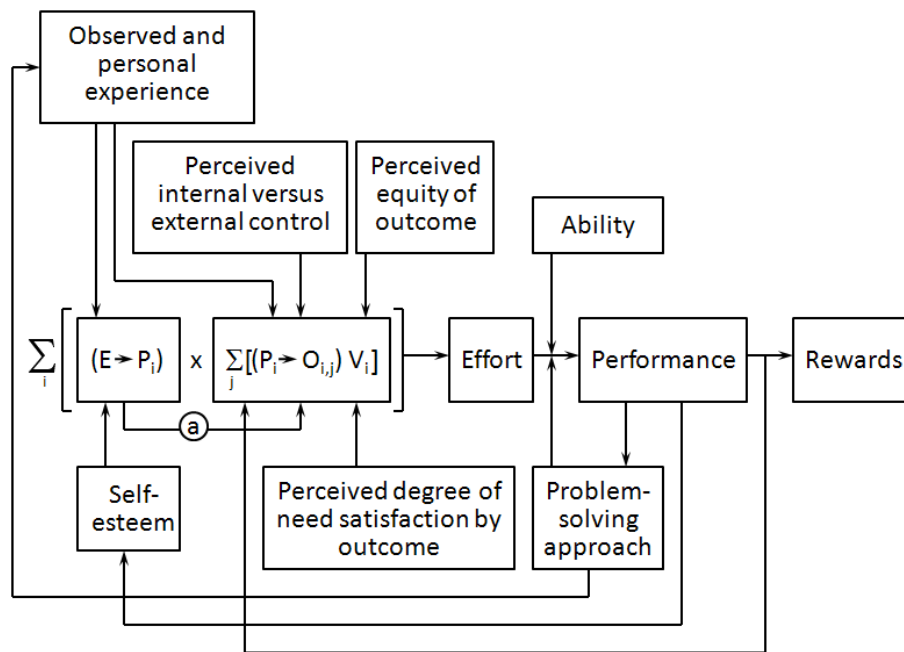 Observed and
personal
experience
Perceived
internal versus
external control
Perceived
equity of
outcome
Ability
∑
i
(E→ Pᵢ)
x
∑
j
[(Pᵢ→ Oᵢ,ⱼ) Vᵢ]
Effort
Performance
Rewards
a
Self-
esteem
Perceived degree of
need satisfaction by
outcome
Problem-
solving
approach